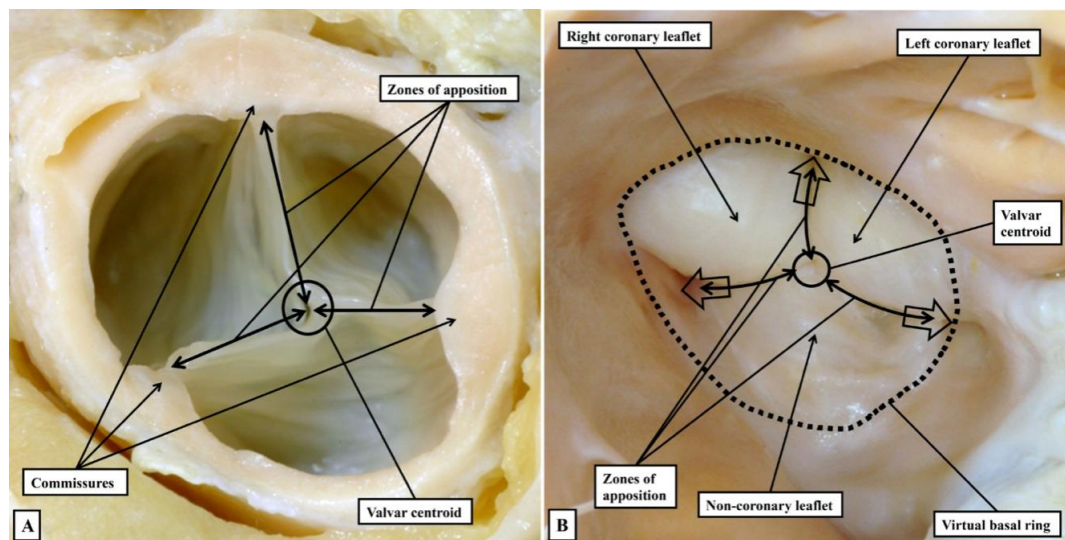 Zones of apposition
Commissures
Valvar centroid
A
Right coronary leaflet
Left coronary leaflet
Valvar
centroid
Zones of
apposition
Non-coronary leaflet
Virtual basal ring
B